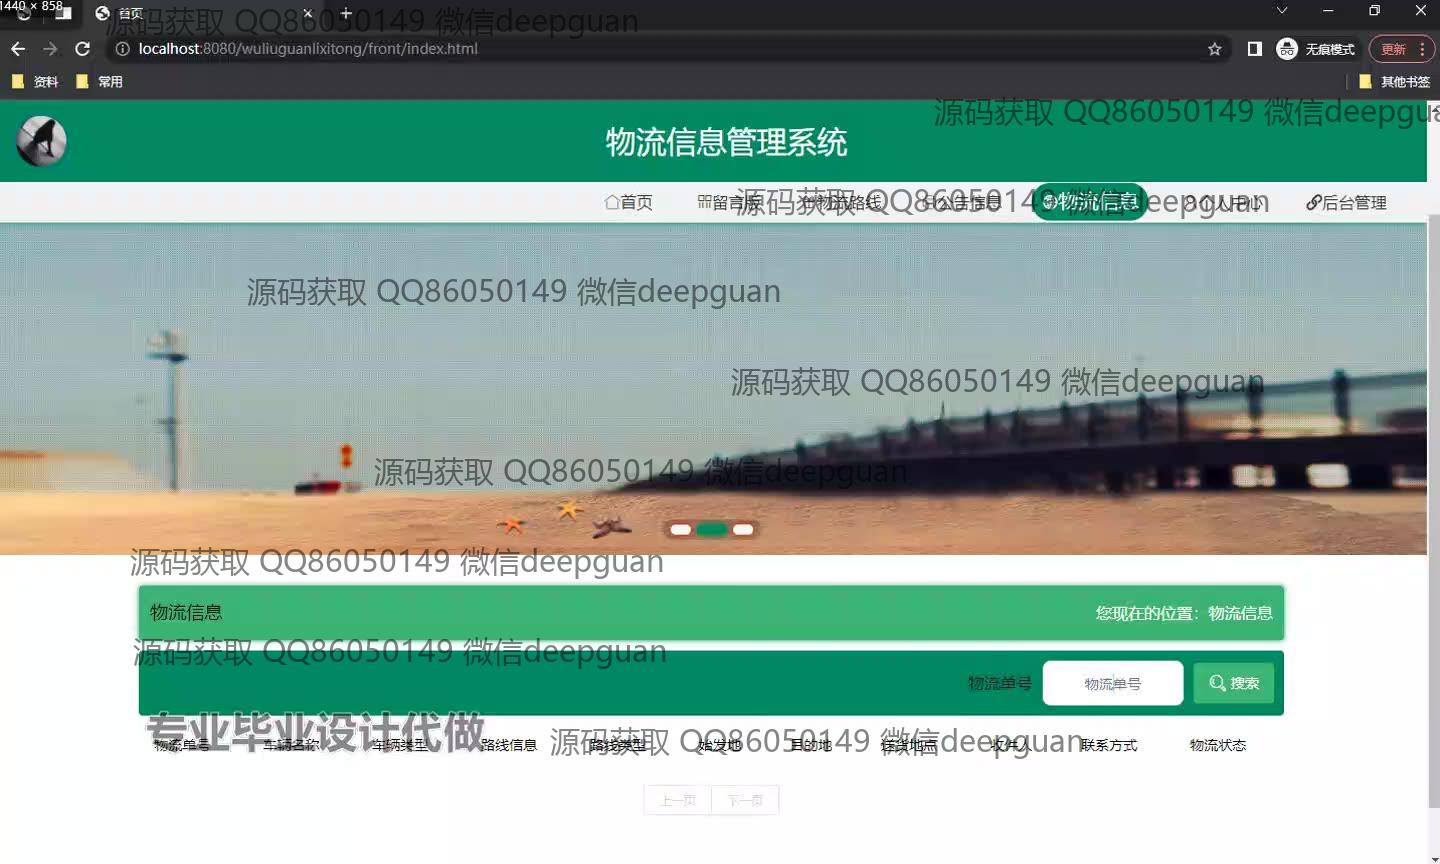 1440 × 858
首页
源码获取 QQ86050149 微信deepguan
localhost:8080/wuliuguanlixitong/front/index.html
无痕模式
更新
资料
常用
其他书签
源码获取 QQ86050149 微信deepgua
物流信息管理系统
首页
留言版
物流路线
公告信息
物流信息
个人中心
后台管理
源码获取 QQ86050149 微信deepguan
源码获取 QQ86050149 微信deepguan
源码获取 QQ86050149 微信deepguan
源码获取 QQ86050149 微信deepguan
源码获取 QQ86050149 微信deepguan
物流信息
您现在的位置：物流信息
源码获取 QQ86050149 微信deepguan
物流单号
物流单号
搜索
专业毕业设计代做
源码获取 QQ86050149 微信deepguan
物流单号 车辆名称 车辆类型 路线信息 路线类型 始发地 目的地 送货地点 收件人 联系方式 物流状态
上一页
下一页